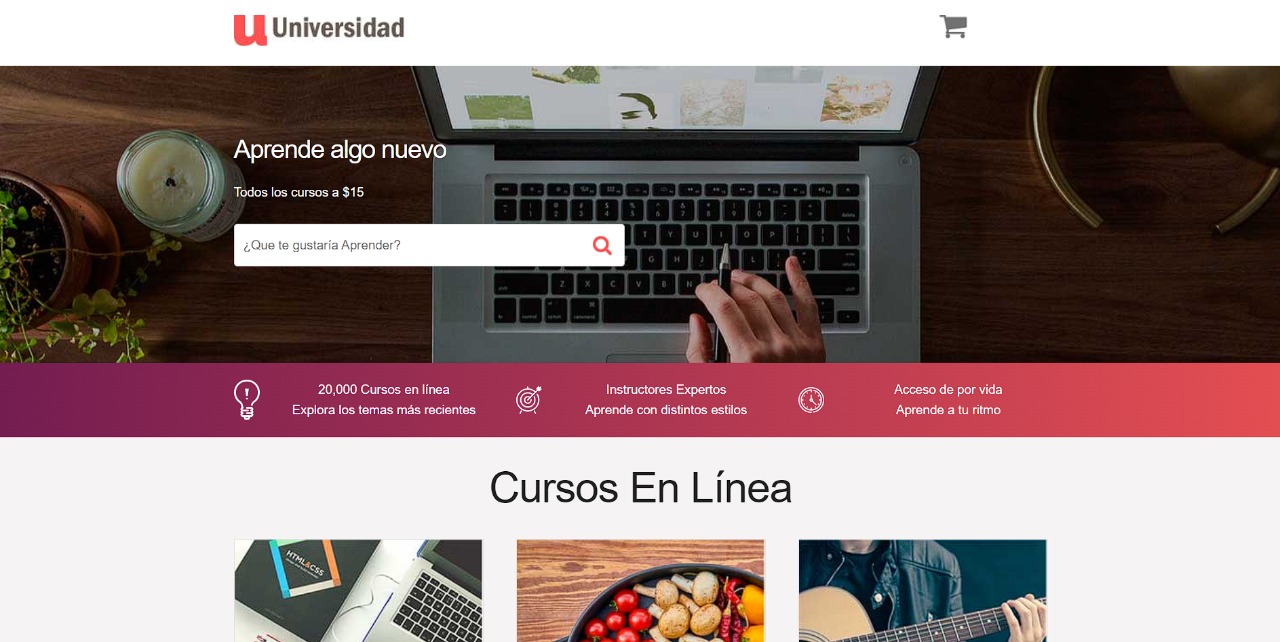 Universidad
Aprende algo nuevo
Todos los cursos a $15
¿Que te gustaría Aprender?
20,000 Cursos en línea
Explora los temas más recientes
Instructores Expertos
Aprende con distintos estilos
Acceso de por vida
Aprende a tu ritmo
Cursos En Línea
HTML&CSS